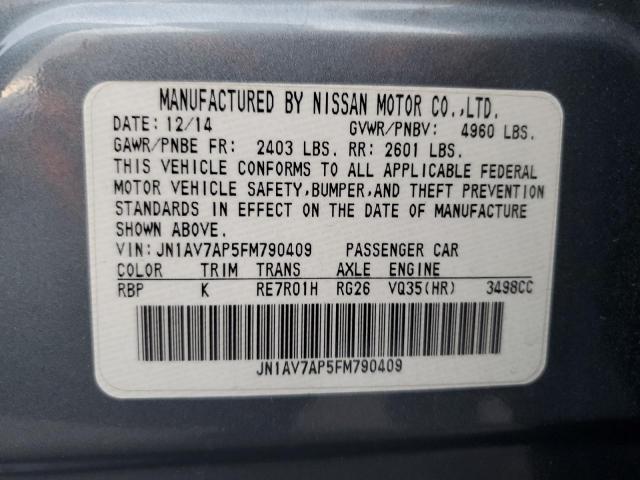 MANUFACTURED BY NISSAN MOTOR CO.,LTD.
DATE: 12/14 GVWR/PNBV: 4960 LBS.
GAWR/PNBE FR: 2403 LBS. RR: 2601 LBS.
THIS VEHICLE CONFORMS TO ALL APPLICABLE FEDERAL
MOTOR VEHICLE SAFETY,BUMPER,AND THEFT PREVENTION
STANDARDS IN EFFECT ON THE DATE OF MANUFACTURE
SHOWN ABOVE.
VIN:JN1AV7AP5FM790409 PASSENGER CAR
COLOR TRIM TRANS AXLE ENGINE
RBP K RE7R01H RG26 VQ35(HR) 3498CC
JN1AV7AP5FM790409